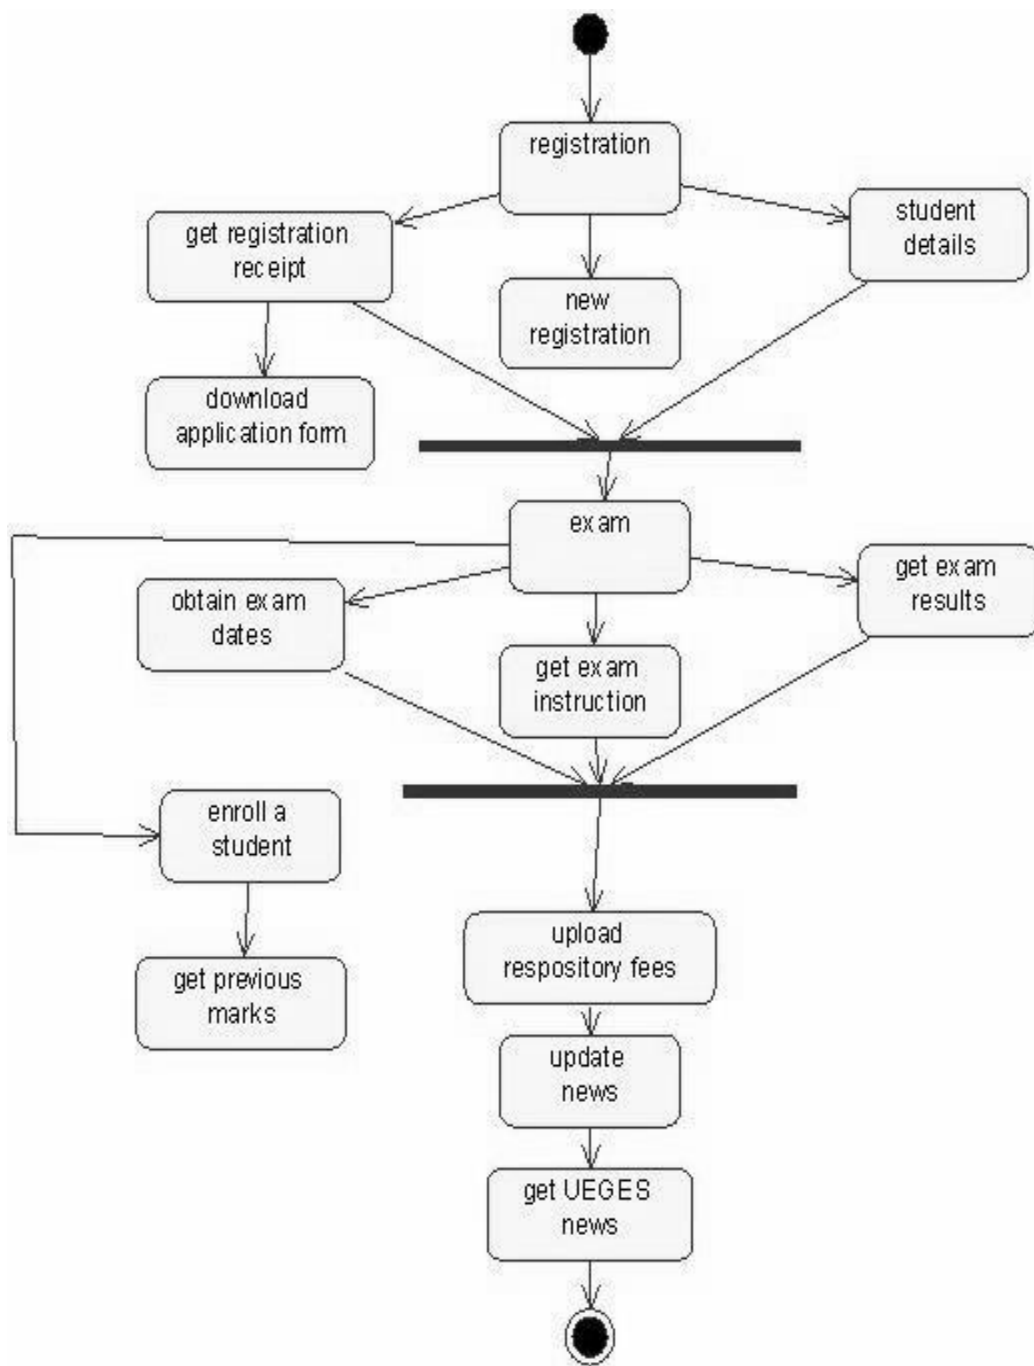 registration
get registration
receipt
student
details
new
registration
download
application form
exam
get exam
results
obtain exam
dates
get exam
instruction
enroll a
student
upload
respository fees
get previous
marks
update
news
get UEGES
news